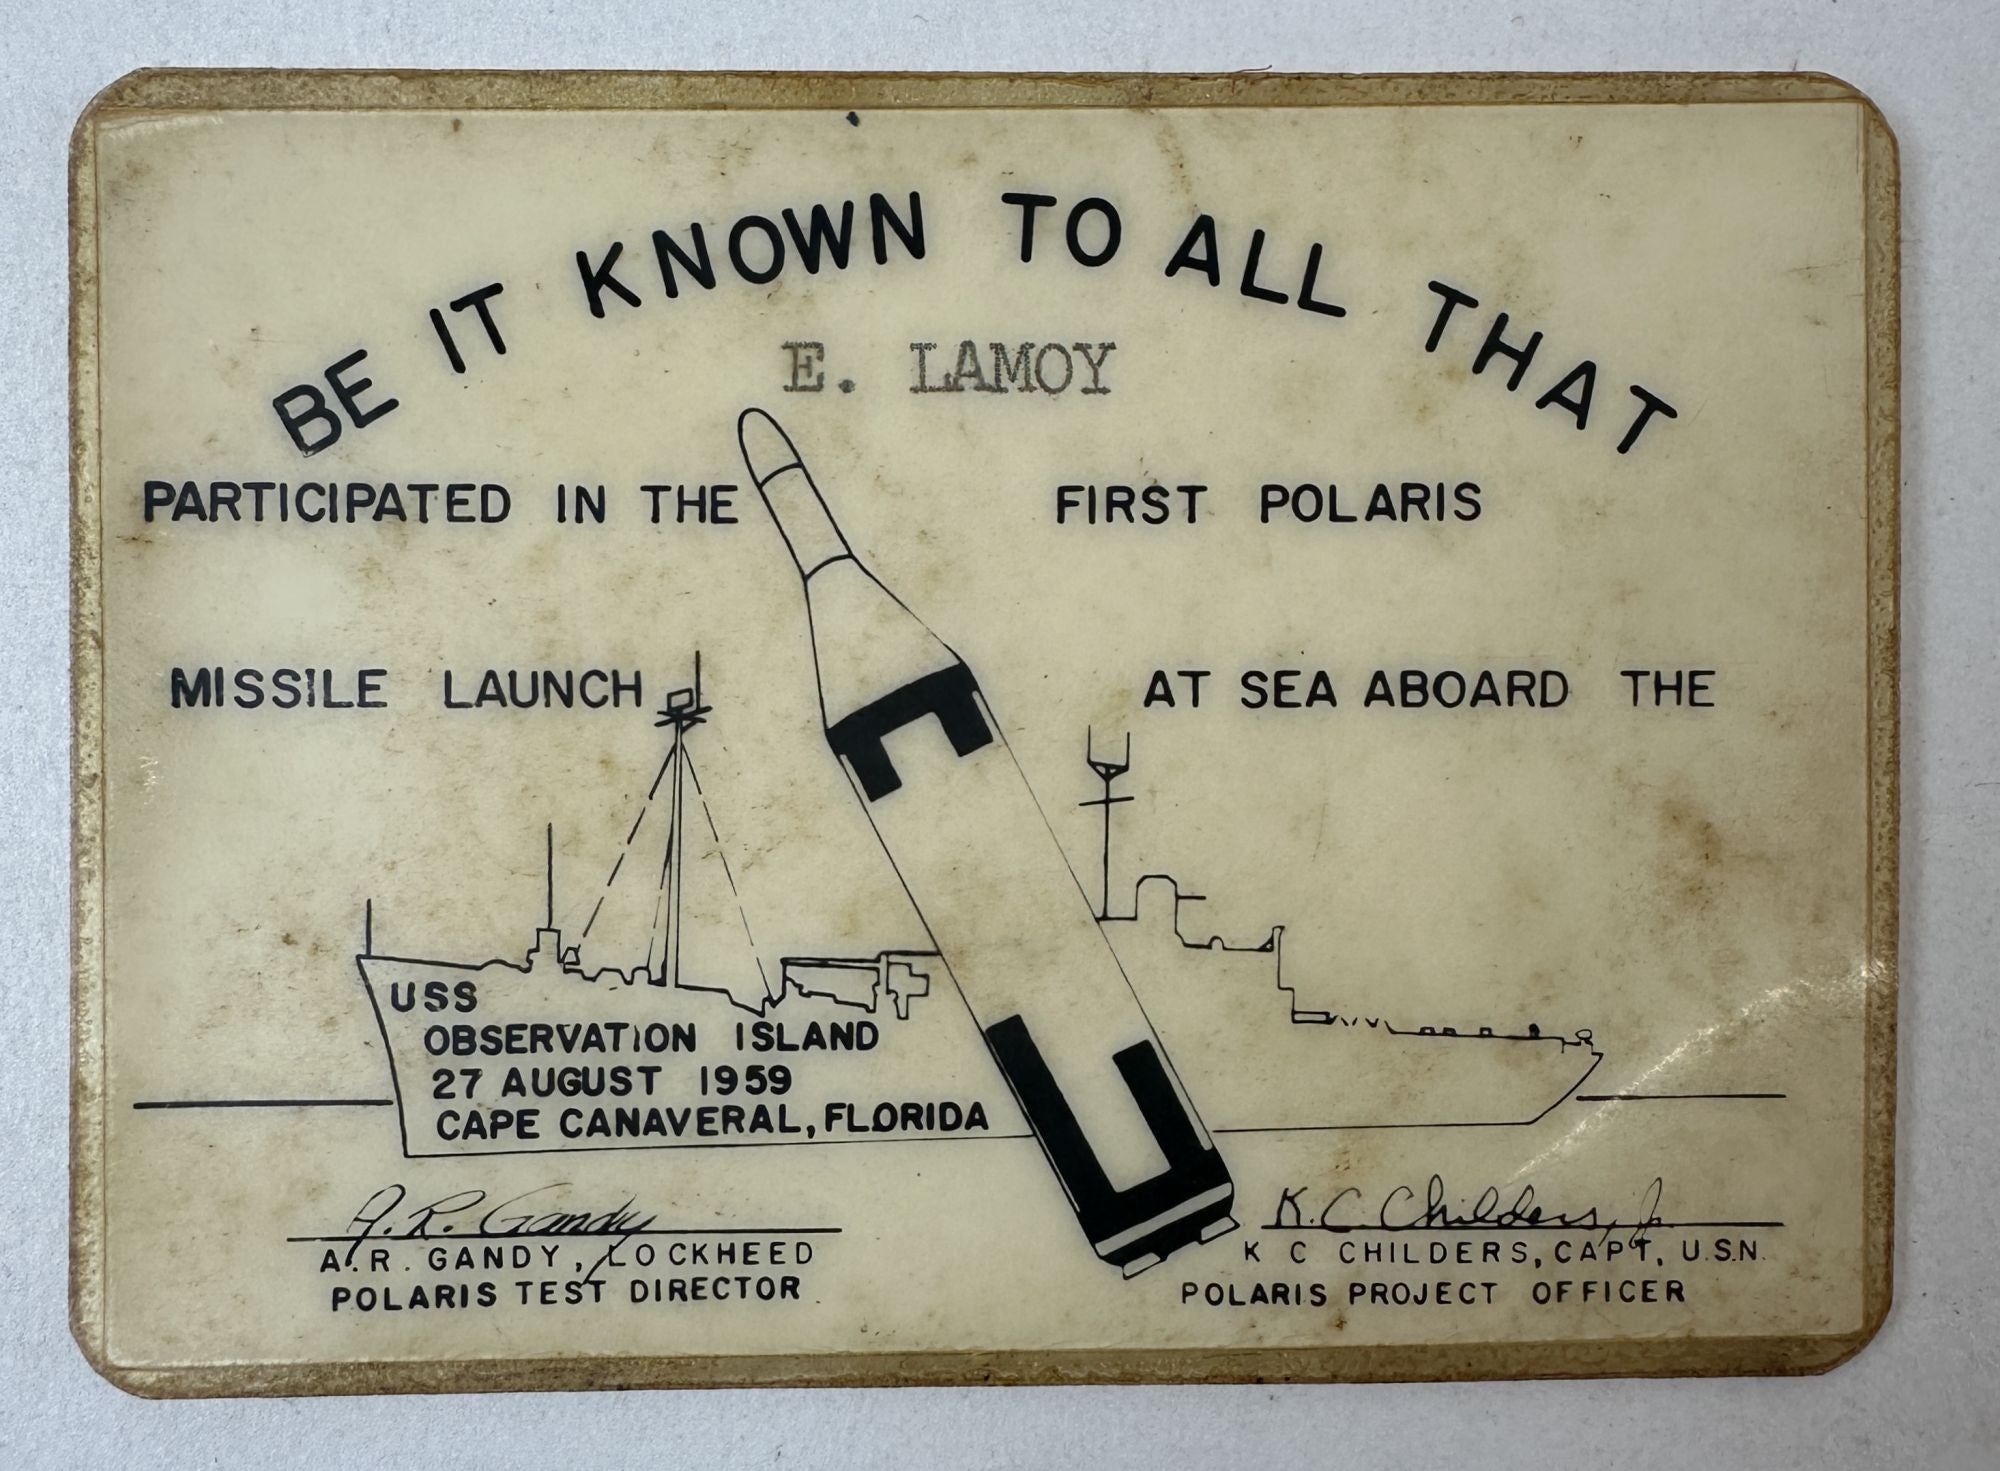 BE IT KNOWN TO ALL THAT
E. LAMOY
PARTICIPATED IN THE FIRST POLARIS
MISSILE LAUNCH AT SEA ABOARD THE
USS
OBSERVATION ISLAND
27 AUGUST 1959
CAPE CANAVERAL, FLORIDA
A. R. Gandy
A. R. GANDY, LOCKHEED
POLARIS TEST DIRECTOR
K. C. Childers, Jr.
K C CHILDERS, CAPT, U.S.N.
POLARIS PROJECT OFFICER